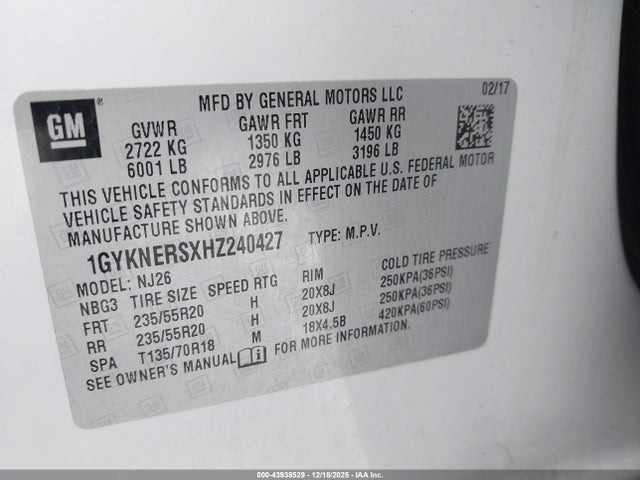 MFD BY GENERAL MOTORS LLC 02/17
GM
GVWR GAWR FRT GAWR RR
2722 KG 1350 KG 1450 KG
6001 LB 2976 LB 3196 LB
THIS VEHICLE CONFORMS TO ALL APPLICABLE U.S. FEDERAL MOTOR
VEHICLE SAFETY STANDARDS IN EFFECT ON THE DATE OF
MANUFACTURE SHOWN ABOVE.
1GYKNERSXHZ240427 TYPE: M.P.V.
MODEL: NJ26
NBG3 TIRE SIZE SPEED RTG RIM COLD TIRE PRESSURE
FRT 235/55R20 H 20X8J 250KPA(36PSI)
RR 235/55R20 H 20X8J 250KPA(36PSI)
SPA T135/70R18 M 18X4.5B 420KPA(60PSI)
SEE OWNER'S MANUAL FOR MORE INFORMATION.
000-43938529 - 12/18/2025 - IAAI Inc.